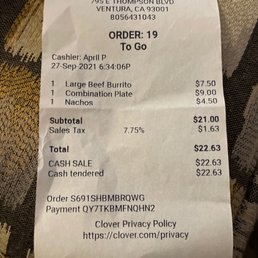 795 E THOMPSON BLVD
VENTURA, CA 93001
8056431043
ORDER: 19
To Go
Cashier: April P
27-Sep-2021 6:34:06P
1 Large Beef Burrito $7.50
1 Combination Plate $9.00
1 Nachos $4.50
Subtotal $21.00
Sales Tax 7.75% $1.63
Total $22.63
CASH SALE $22.63
Cash tendered $22.63
Order S691SHBMBRQWG
Payment QY7TKBMFNQHN2
Clover Privacy Policy
https://clover.com/privacy